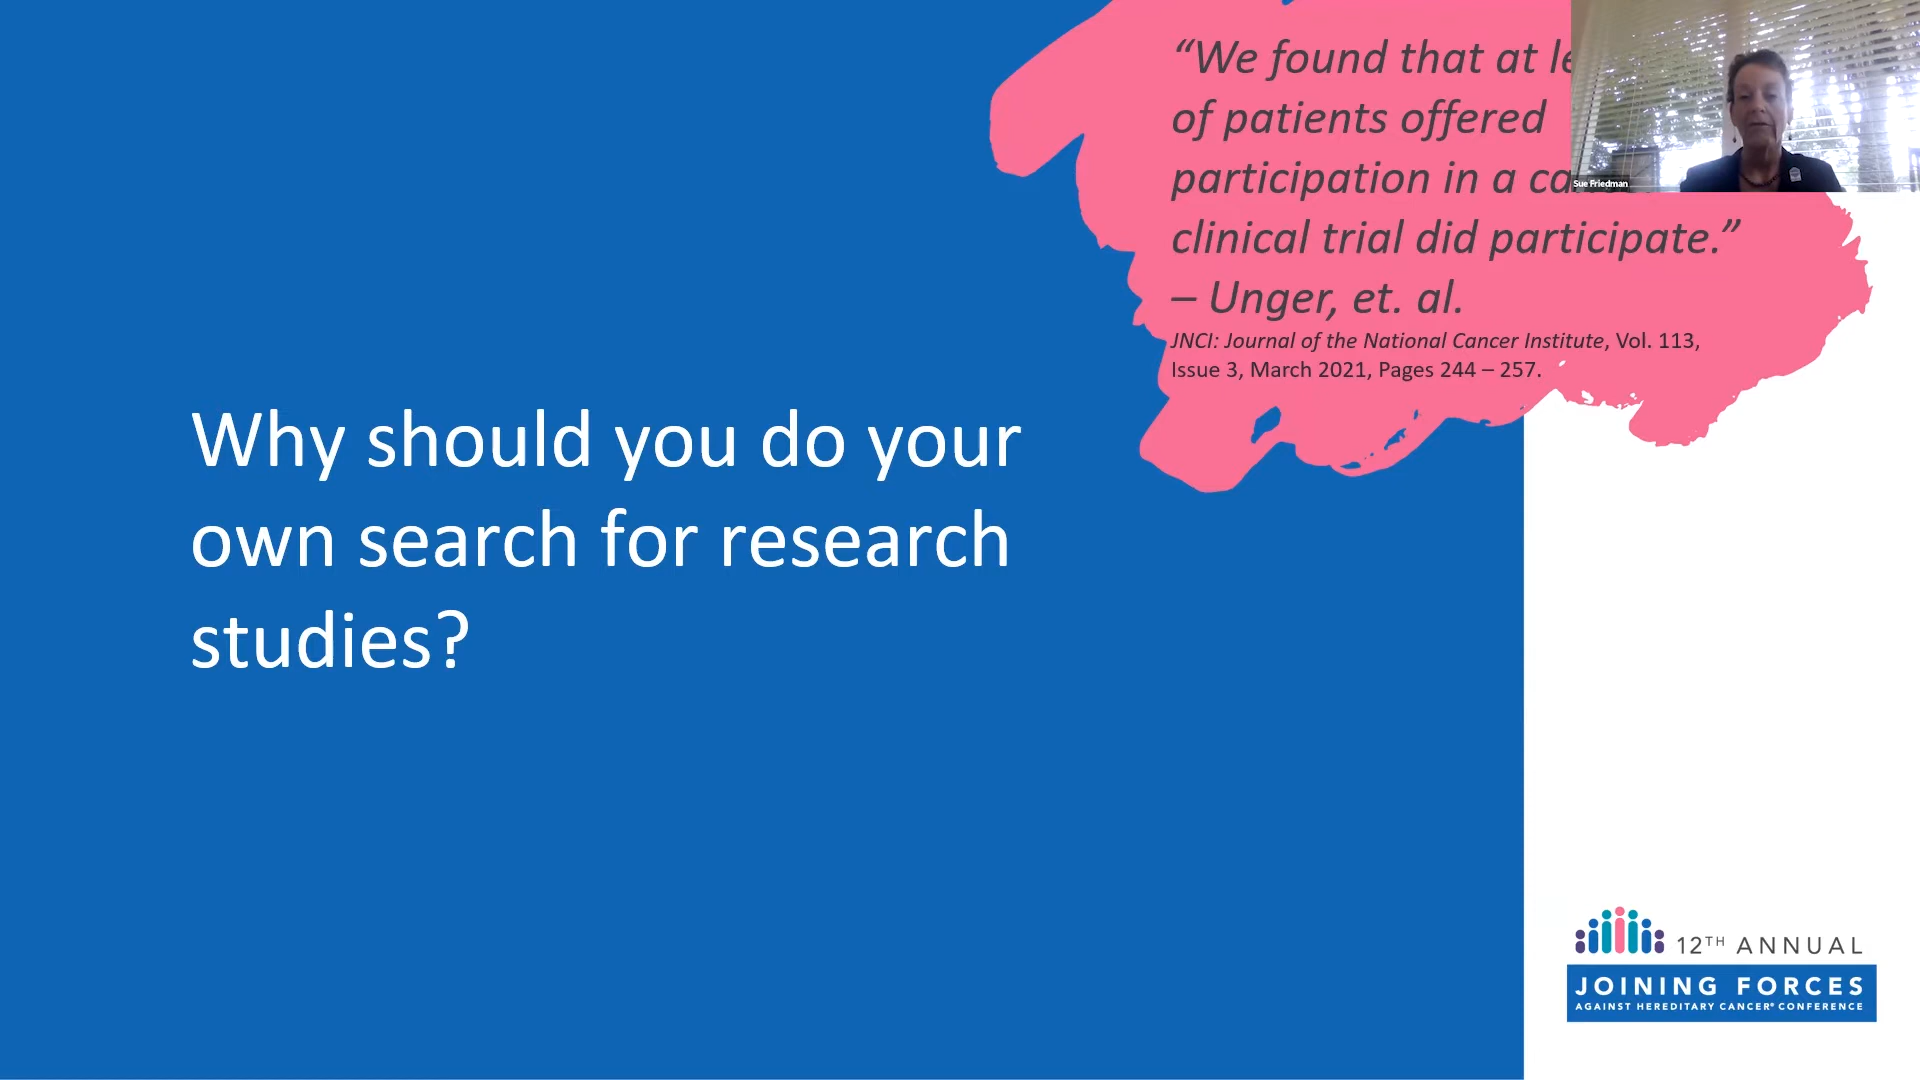 “We found that at le
of patients offered
participation in a ca
clinical trial did participate.”
– Unger, et. al.
JNCI: Journal of the National Cancer Institute, Vol. 113,
Issue 3, March 2021, Pages 244 – 257.
Sue Friedman
Why should you do your
own search for research
studies?
12TH ANNUAL
JOINING FORCES
AGAINST HEREDITARY CANCER® CONFERENCE